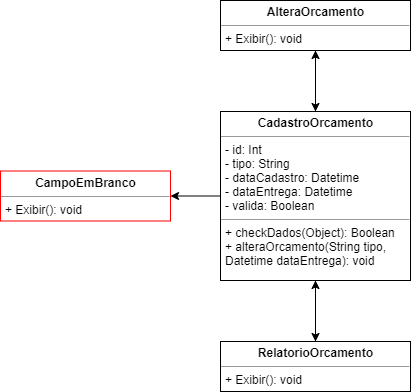 AlteraOrcamento
+ Exibir(): void
CadastroOrcamento
- id: Int
- tipo: String
- dataCadastro: Datetime
- dataEntrega: Datetime
- valida: Boolean
+ checkDados(Object): Boolean
+ alteraOrcamento(String tipo,
Datetime dataEntrega): void
CampoEmBranco
+ Exibir(): void
RelatorioOrcamento
+ Exibir(): void